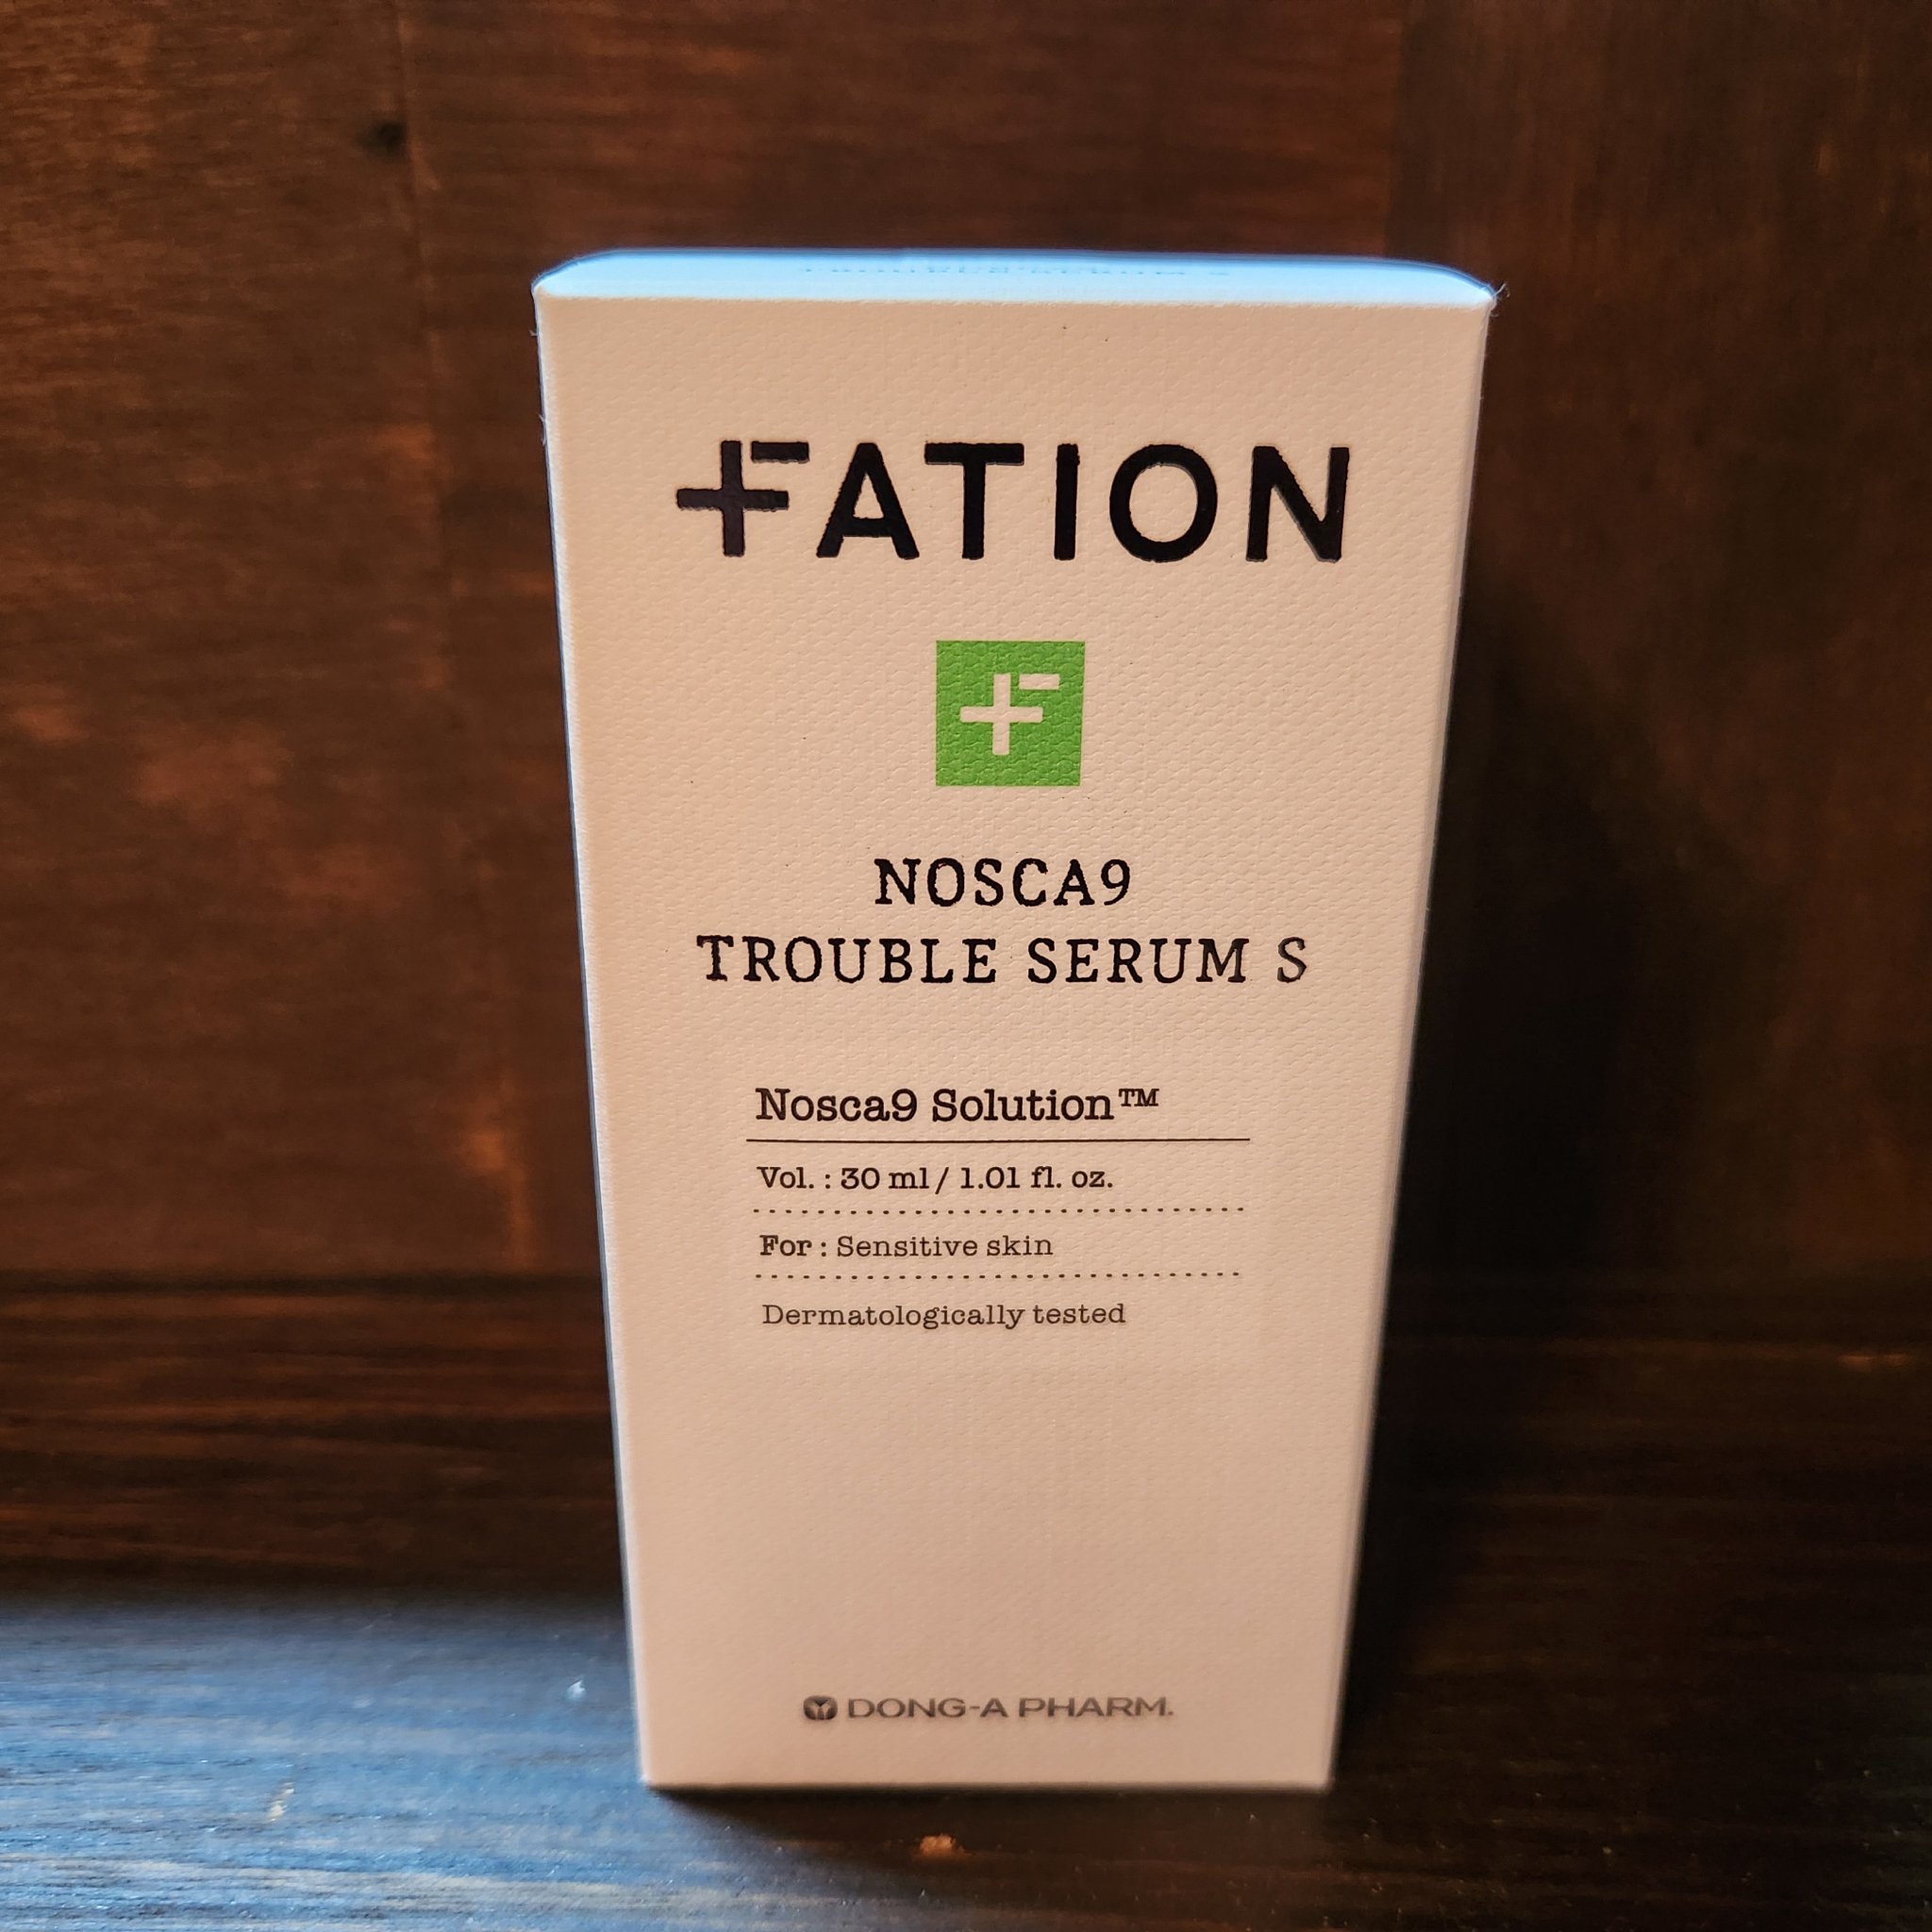 FATION
NOSCA9
TROUBLE SERUM S
Nosca9 Solution™
Vol. : 30 ml / 1.01 fl. oz.
For : Sensitive skin
Dermatologically tested
DONG-A PHARM.